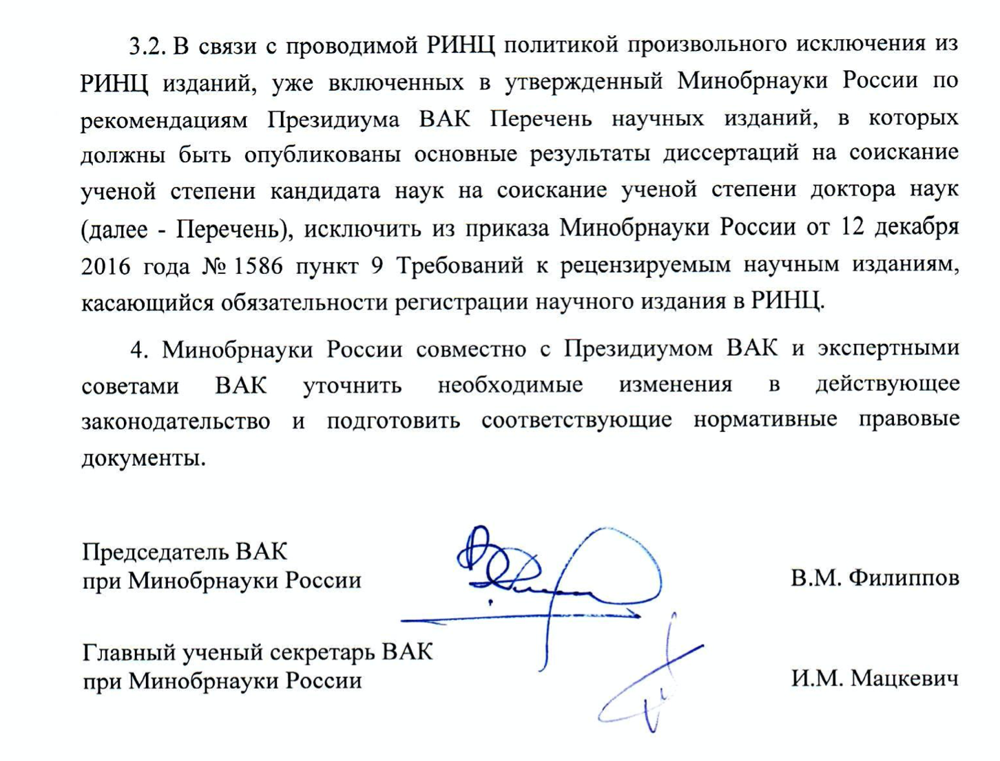 3.2. В связи с проводимой РИНЦ политикой произвольного исключения из
РИНЦ изданий, уже включенных в утвержденный Минобрнауки России по
рекомендациям Президиума ВАК Перечень научных изданий, в которых
должны быть опубликованы основные результаты диссертаций на соискание
ученой степени кандидата наук на соискание ученой степени доктора наук
(далее - Перечень), исключить из приказа Минобрнауки России от 12 декабря
2016 года № 1586 пункт 9 Требований к рецензируемым научным изданиям,
касающийся обязательности регистрации научного издания в РИНЦ.
4. Минобрнауки России совместно с Президиумом ВАК и экспертными
советами ВАК уточнить необходимые изменения в действующее
законодательство и подготовить соответствующие нормативные правовые
документы.
Председатель ВАК
при Минобрнауки России В.М. Филиппов
Главный ученый секретарь ВАК
при Минобрнауки России И.М. Мацкевич